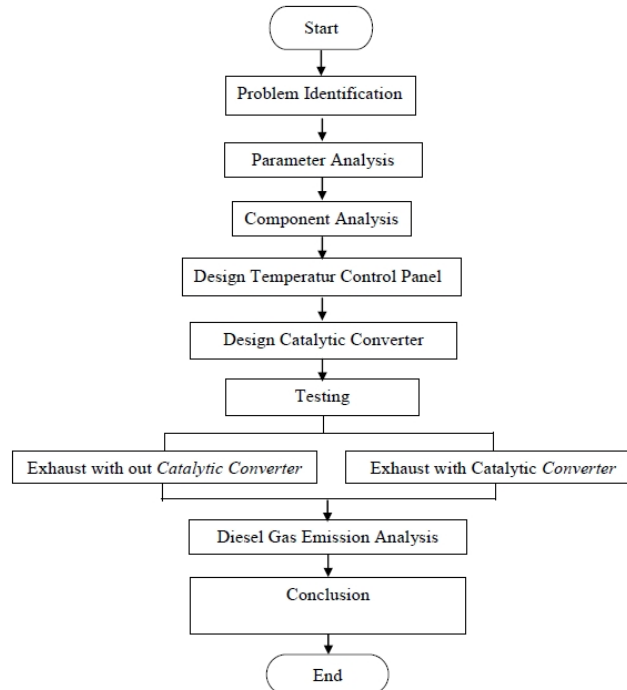 Start
Problem Identification
Parameter Analysis
Component Analysis
Design Temperatur Control Panel
Design Catalytic Converter
Testing
Exhaust with out Catalytic Converter
Exhaust with Catalytic Converter
Diesel Gas Emission Analysis
Conclusion
End